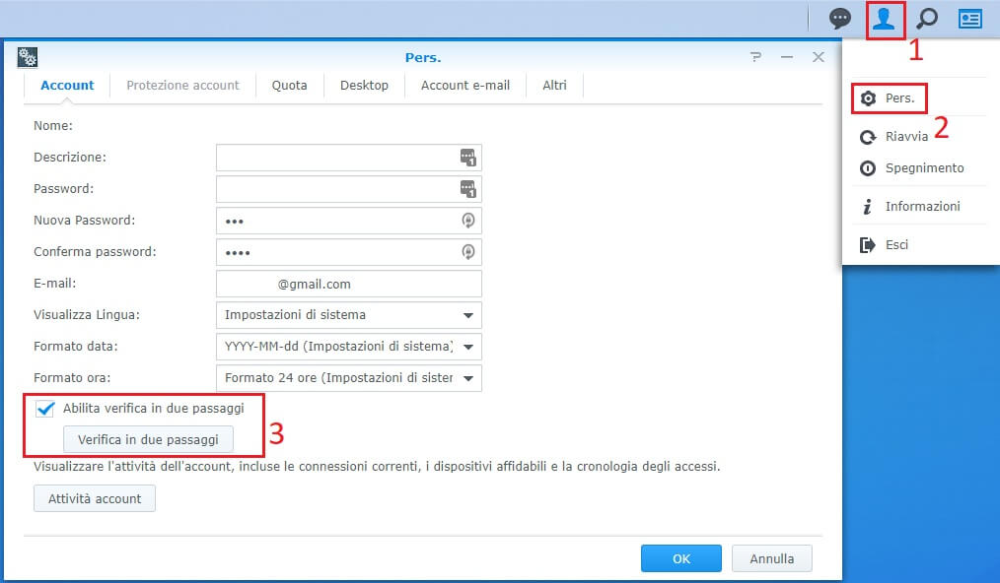 1
Pers.
Account
Protezione account
Quota
Desktop
Account e-mail
Altri
Pers.
2
Riavvia
Spegnimento
Informazioni
Esci
Nome:
Descrizione:
1
Password:
1
Nuova Password:
•••
Conferma password:
••••
E-mail:
@gmail.com
Visualizza Lingua:
Impostazioni di sistema
Formato data:
YYYY-MM-dd (Impostazioni di sistema)
Formato ora:
Formato 24 ore (Impostazioni di sister
Abilita verifica in due passaggi
Verifica in due passaggi
3
Visualizzare l'attività dell'account, incluse le connessioni correnti, i dispositivi affidabili e la cronologia degli accessi.
Attività account
OK
Annulla